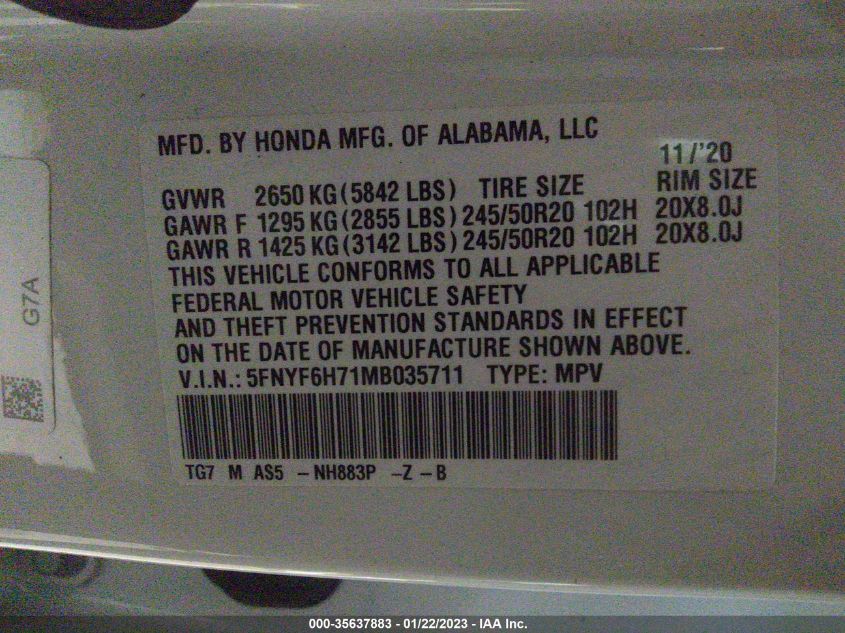 MFD. BY HONDA MFG. OF ALABAMA, LLC
11/'20
GVWR 2650 KG (5842 LBS) TIRE SIZE RIM SIZE
GAWR F 1295 KG (2855 LBS) 245/50R20 102H 20X8.0J
GAWR R 1425 KG (3142 LBS) 245/50R20 102H 20X8.0J
THIS VEHICLE CONFORMS TO ALL APPLICABLE
FEDERAL MOTOR VEHICLE SAFETY
AND THEFT PREVENTION STANDARDS IN EFFECT
ON THE DATE OF MANUFACTURE SHOWN ABOVE.
V.I.N.: 5FNYF6H71MB035711 TYPE: MPV
TG7 M AS5 -NH883P -Z -B
G7A
000-35637883 - 01/22/2023 - IAA Inc.